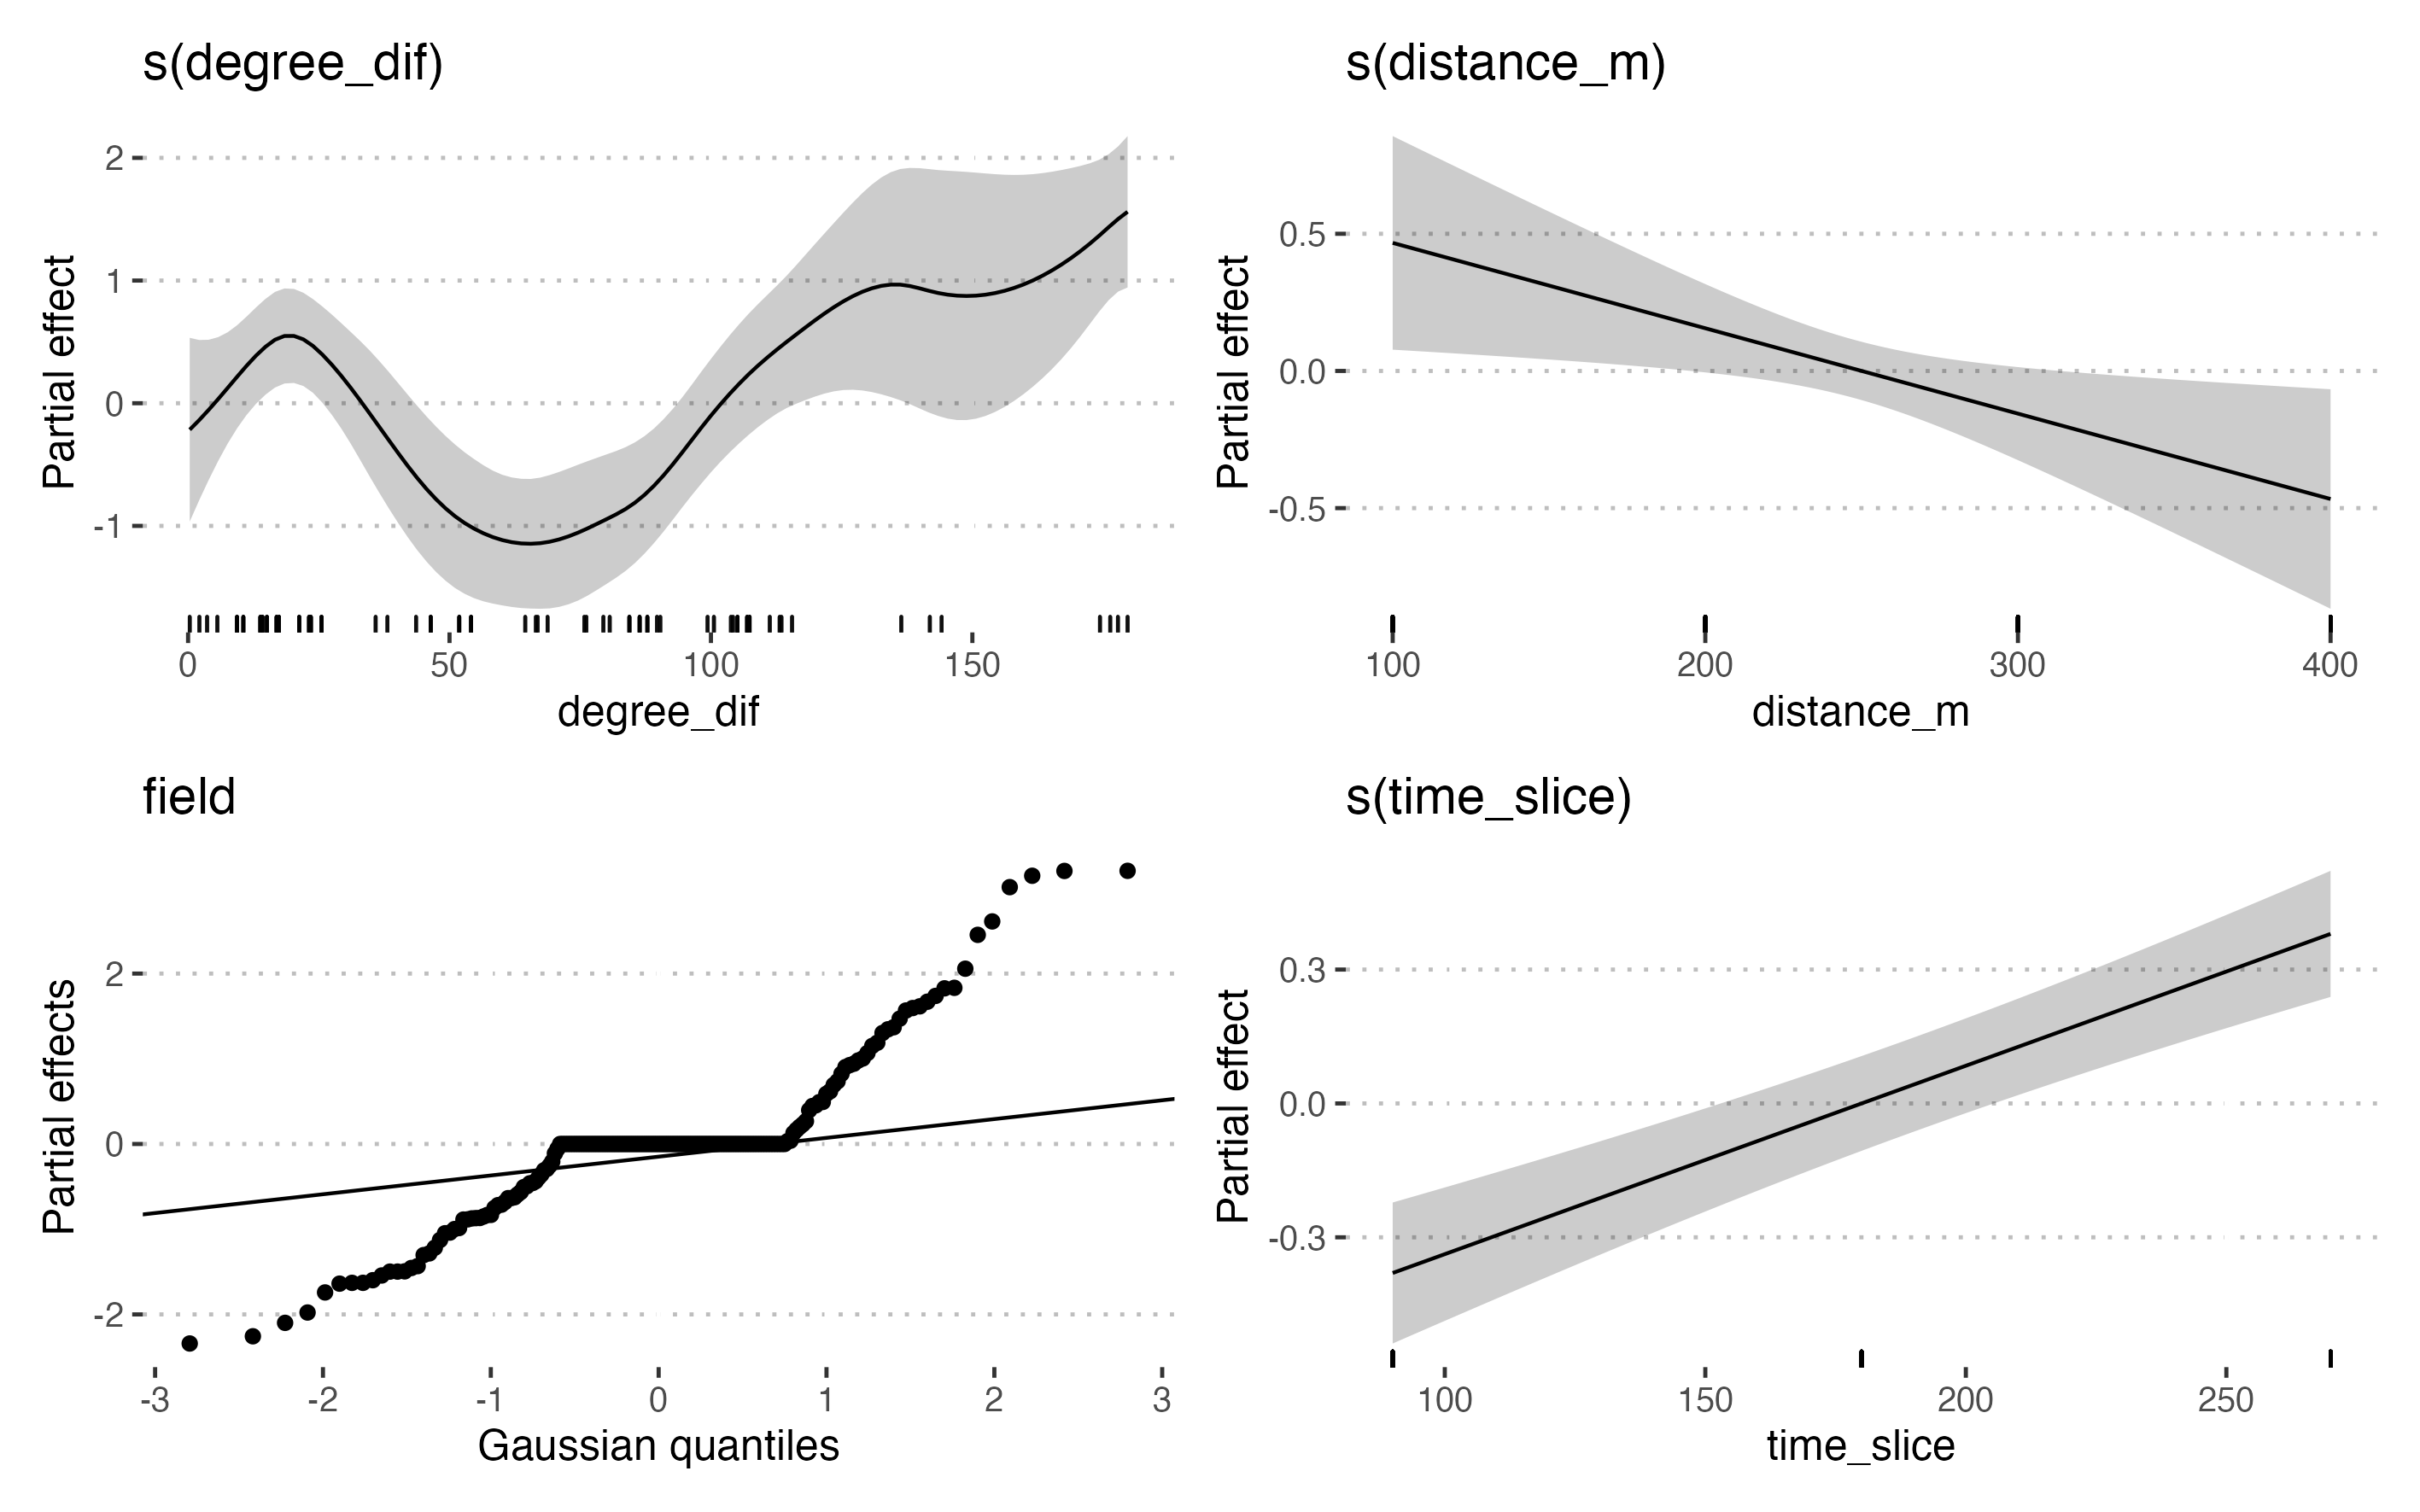 s(degree_dif)
Partial effect
2
1
0
-1
0 50 100 150
degree_dif
s(distance_m)
Partial effect
0.5
0.0
-0.5
100 200 300 400
distance_m
field
Partial effects
2
0
-2
-3 -2 -1 0 1 2 3
Gaussian quantiles
s(time_slice)
Partial effect
0.3
0.0
-0.3
100 150 200 250
time_slice